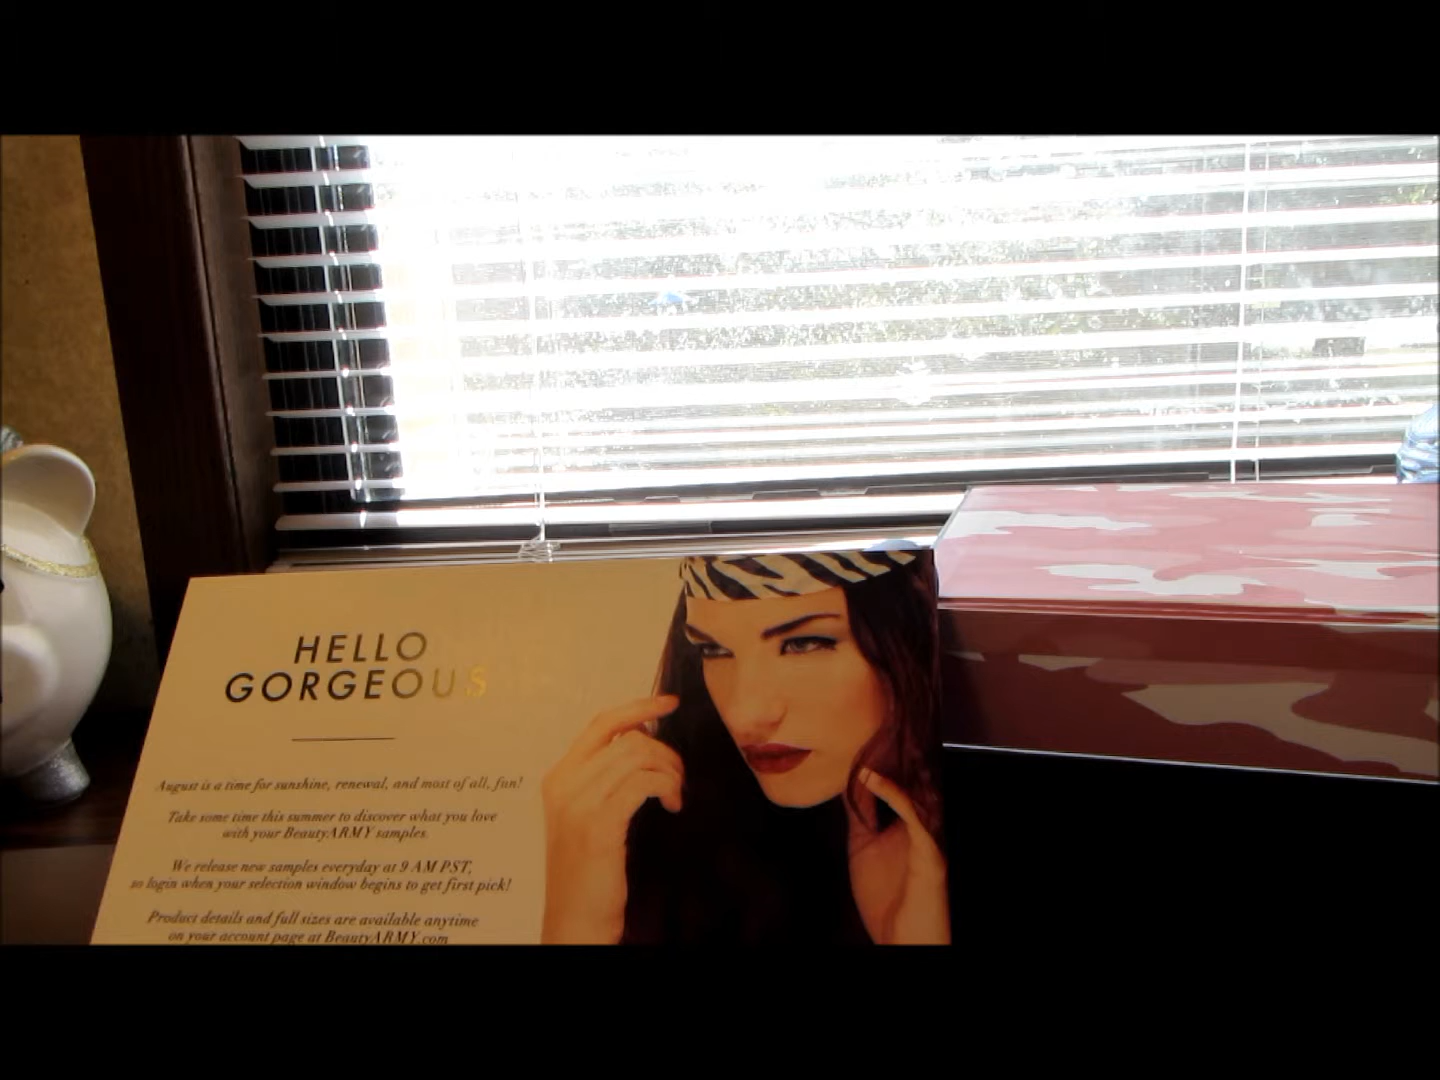 HELLO
GORGEOUS
August is a time for sunshine, renewal, and most of all, fun!
Take some time this summer to discover what you love
with your BeautyARMY samples.
We release new samples everyday at 9 AM PST,
so login when your selection window begins to get first pick!
Product details and full sizes are available anytime
on your account page at BeautyARMY.com